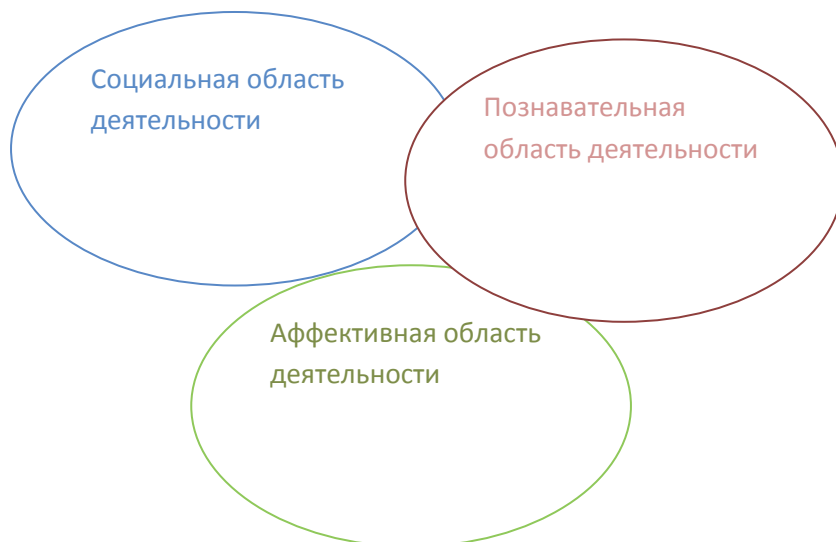 Социальная область
деятельности
Познавательная
область деятельности
Аффективная область
деятельности